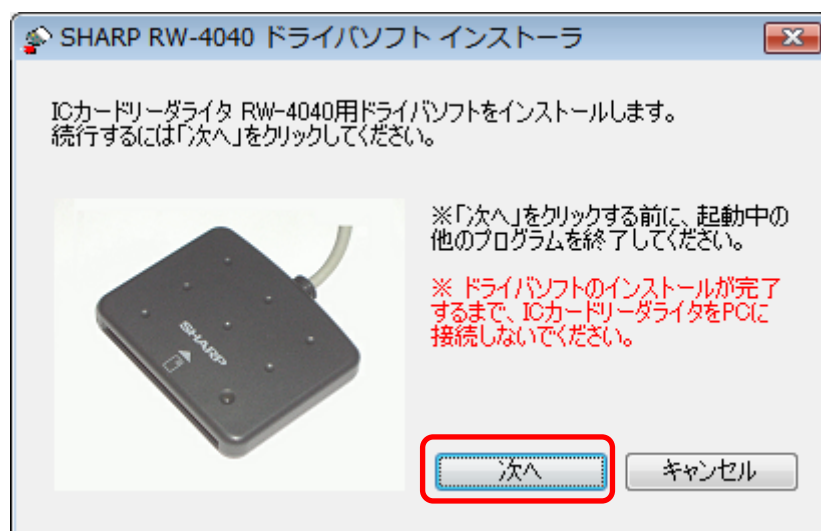 SHARP RW-4040 ドライバソフト インストーラ
ICカードリーダライタ RW-4040用ドライバソフトをインストールします。
続行するには「次へ」をクリックしてください。
※「次へ」をクリックする前に、起動中の
他のプログラムを終了してください。
※ ドライバソフトのインストールが完了
するまで、ICカードリーダライタをPCに
接続しないでください。
SHARP
次へ
キャンセル